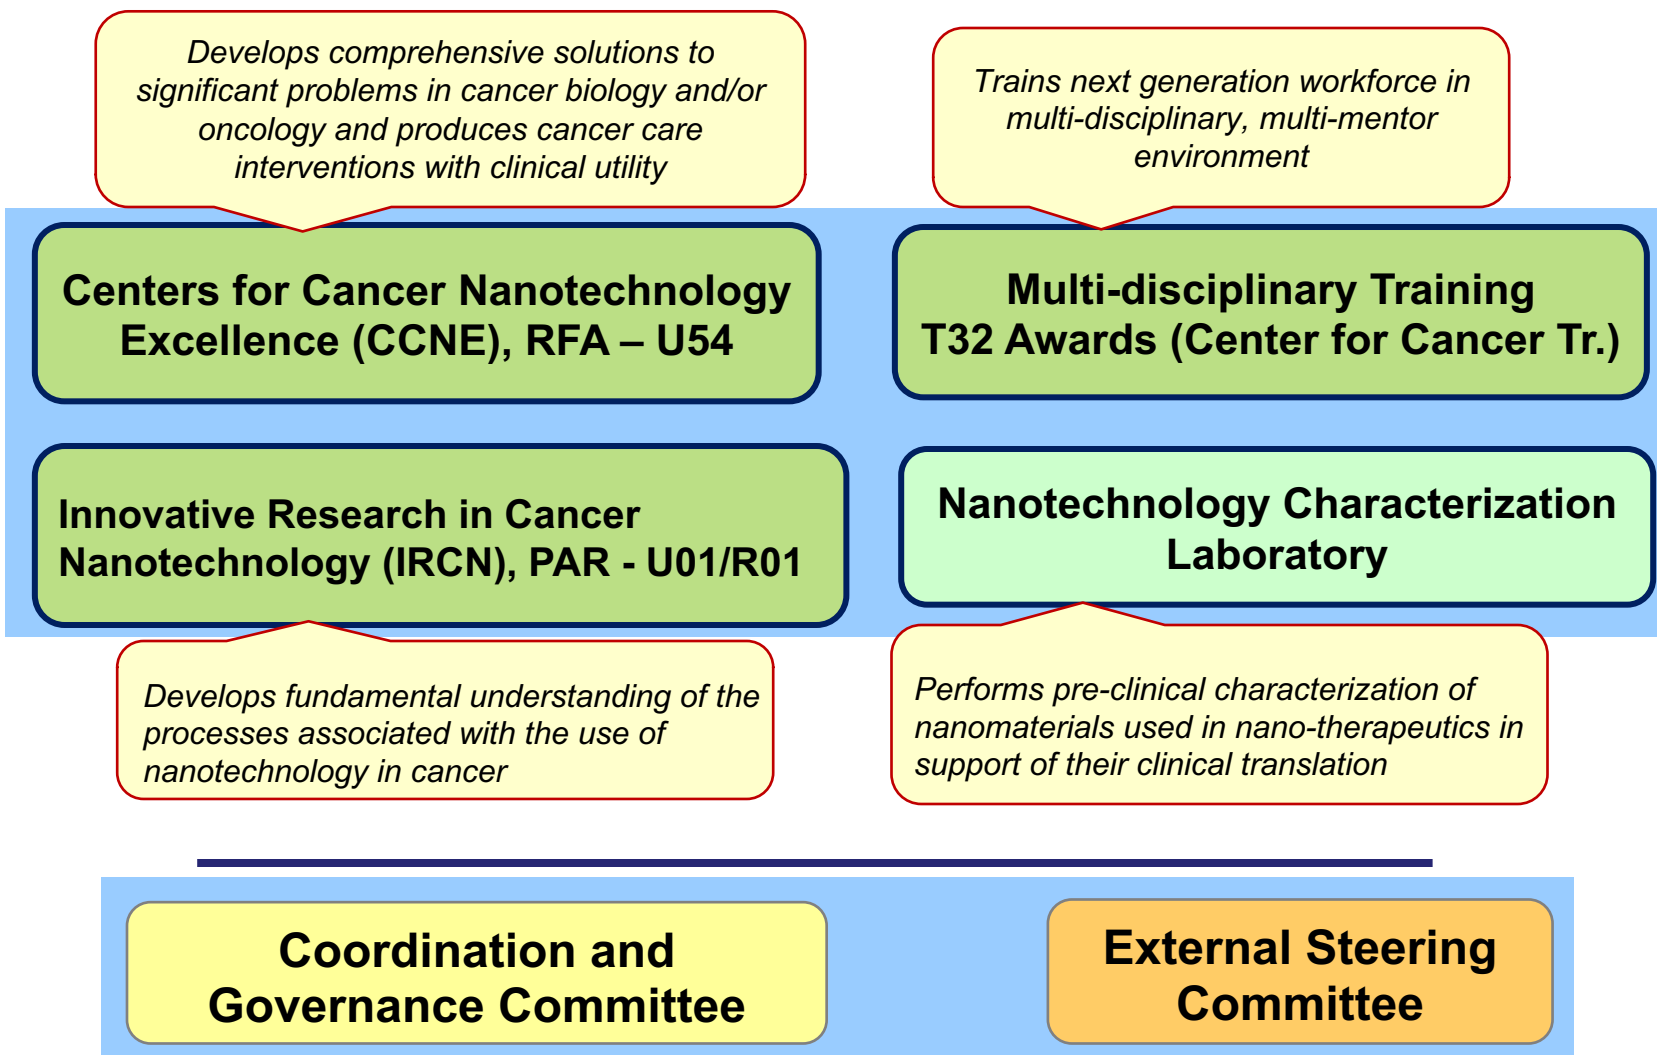 Develops comprehensive solutions to
significant problems in cancer biology and/or
oncology and produces cancer care
interventions with clinical utility
Trains next generation workforce in
multi-disciplinary, multi-mentor
environment
Centers for Cancer Nanotechnology
Excellence (CCNE), RFA – U54
Multi-disciplinary Training
T32 Awards (Center for Cancer Tr.)
Innovative Research in Cancer
Nanotechnology (IRCN), PAR - U01/R01
Nanotechnology Characterization
Laboratory
Develops fundamental understanding of the
processes associated with the use of
nanotechnology in cancer
Performs pre-clinical characterization of
nanomaterials used in nano-therapeutics in
support of their clinical translation
Coordination and
Governance Committee
External Steering
Committee